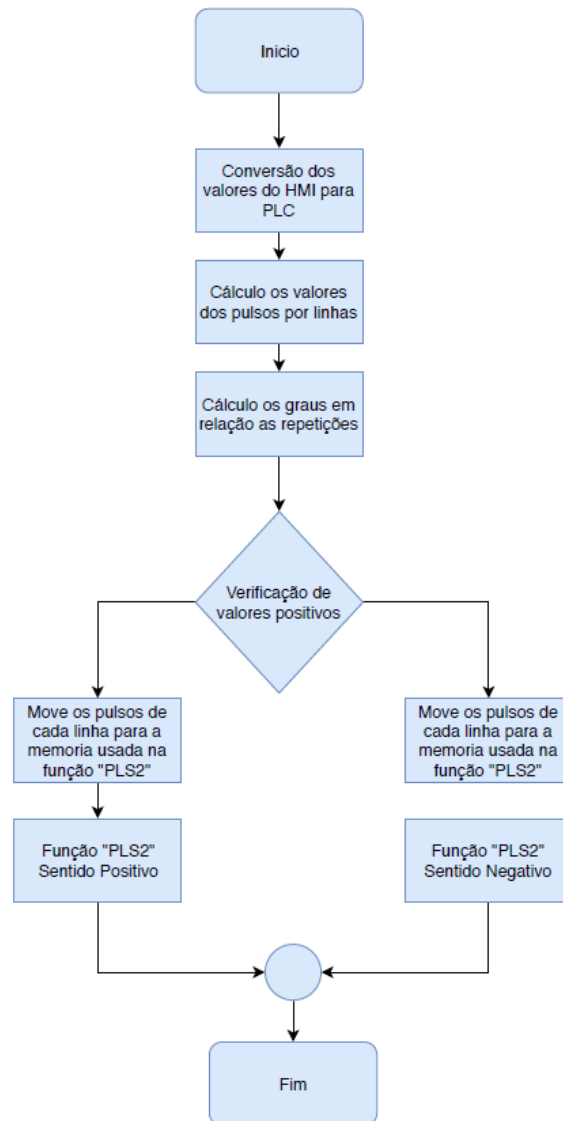 Inicio
Conversão dos
valores do HMI para
PLC
Cálculo os valores
dos pulsos por linhas
Cálculo os graus em
relação as repetições
Verificação de
valores positivos
Move os pulsos de
cada linha para a
memoria usada na
função "PLS2"
Move os pulsos de
cada linha para a
memoria usada na
função "PLS2"
Função "PLS2"
Sentido Positivo
Função "PLS2"
Sentido Negativo
Fim